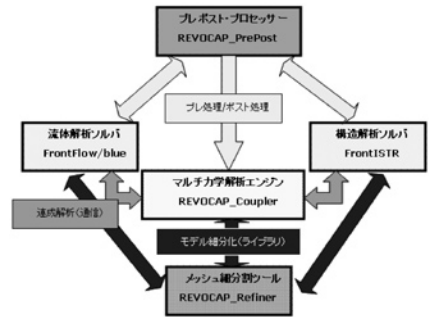 プレポスト・プロセッサー
REVOCAP_PrePost
プレ処理/ポスト処理
流体解析ソルバ
FrontFlow/blue
構造解析ソルバ
FrontISTR
マルチ力学解析エンジン
REVOCAP_Coupler
連成解析(通信)
モデル細分化(ライブラリ)
メッシュ細分割ツール
REVOCAP_Refiner